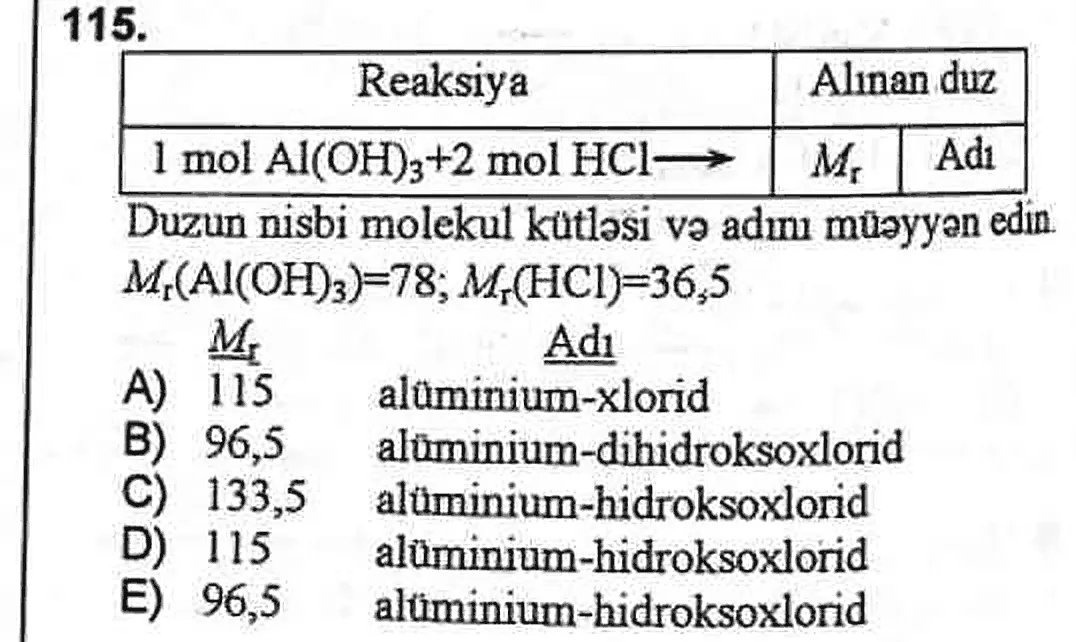 115.
Reaksiya Alınan duz
1 mol Al(OH)₃+2 mol HCl⟶ Mᵣ Adı
Duzun nisbi molekul kütləsi və adını müəyyən edin.
Mᵣ(Al(OH)₃)=78; Mᵣ(HCl)=36,5
Mᵣ Adı
A) 115 alüminium-xlorid
B) 96,5 alüminium-dihidroksoxlorid
C) 133,5 alüminium-hidroksoxlorid
D) 115 alüminium-hidroksoxlorid
E) 96,5 alüminium-hidroksoxlorid